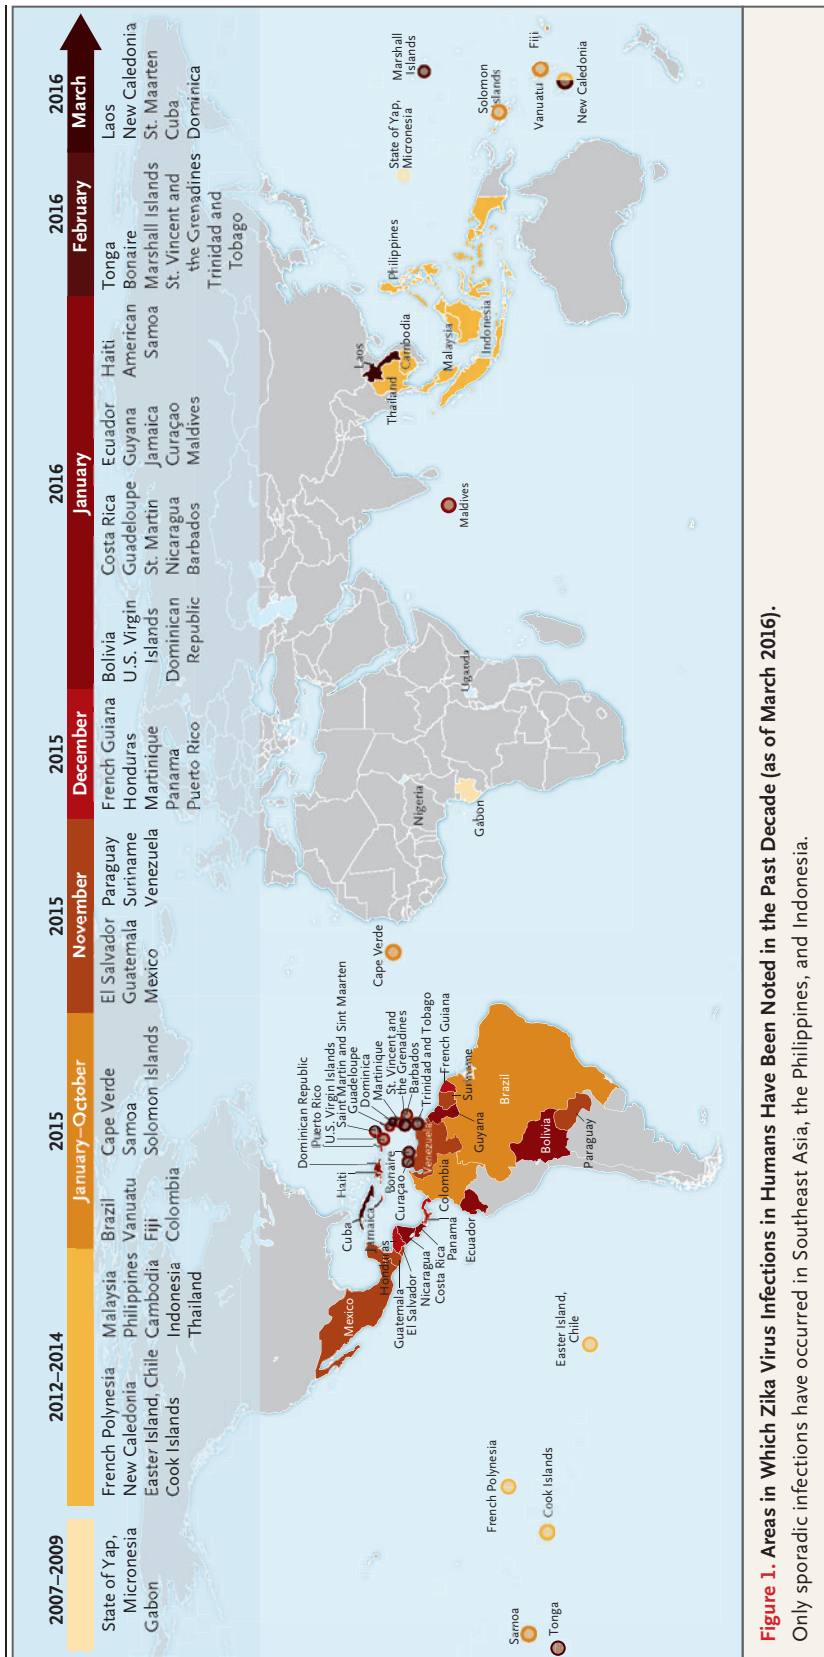 2007–2009
2012–2014
2015
2015
2015
2016
2016
2016
January–October
November
December
January
February
March
State of Yap,
Micronesia
Gabon
French Polynesia
New Caledonia
Easter Island, Chile
Cook Islands
Malaysia
Philippines
Cambodia
Indonesia
Thailand
Brazil
Vanuatu
Fiji
Colombia
Cape Verde
Samoa
Solomon Islands
El Salvador
Guatemala
Mexico
Paraguay
Suriname
Venezuela
French Guiana
Honduras
Martinique
Panama
Puerto Rico
Bolivia
U.S. Virgin
Islands
Dominican
Republic
Costa Rica
Guadeloupe
St. Martin
Nicaragua
Barbados
Ecuador
Guyana
Jamaica
Curaçao
Maldives
Haiti
American
Samoa
Tonga
Bonaire
Marshall Islands
St. Vincent and
the Grenadines
Trinidad and
Tobago
Laos
New Caledonia
St. Maarten
Cuba
Dominica
Samoa
Tonga
French Polynesia
Cook Islands
Easter Island,
Chile
Mexico
Guatemala
El Salvador
Honduras
Nicaragua
Costa Rica
Panama
Ecuador
Cuba
Jamaica
Haiti
Dominican Republic
Puerto Rico
U.S. Virgin Islands
Saint Martin and Sint Maarten
Guadeloupe
Dominica
Martinique
St. Vincent and
the Grenadines
Barbados
Trinidad and Tobago
French Guiana
Suriname
Bonaire
Curaçao
Venezuela
Colombia
Guyana
Brazil
Bolivia
Paraguay
Cape Verde
Nigeria
Gabon
Uganda
Maldives
Laos
Thailand
Cambodia
Malaysia
Indonesia
Philippines
State of Yap,
Micronesia
Marshall
Islands
Solomon
Islands
Vanuatu
Fiji
New Caledonia
Figure 1. Areas in Which Zika Virus Infections in Humans Have Been Noted in the Past Decade (as of March 2016).
Only sporadic infections have occurred in Southeast Asia, the Philippines, and Indonesia.